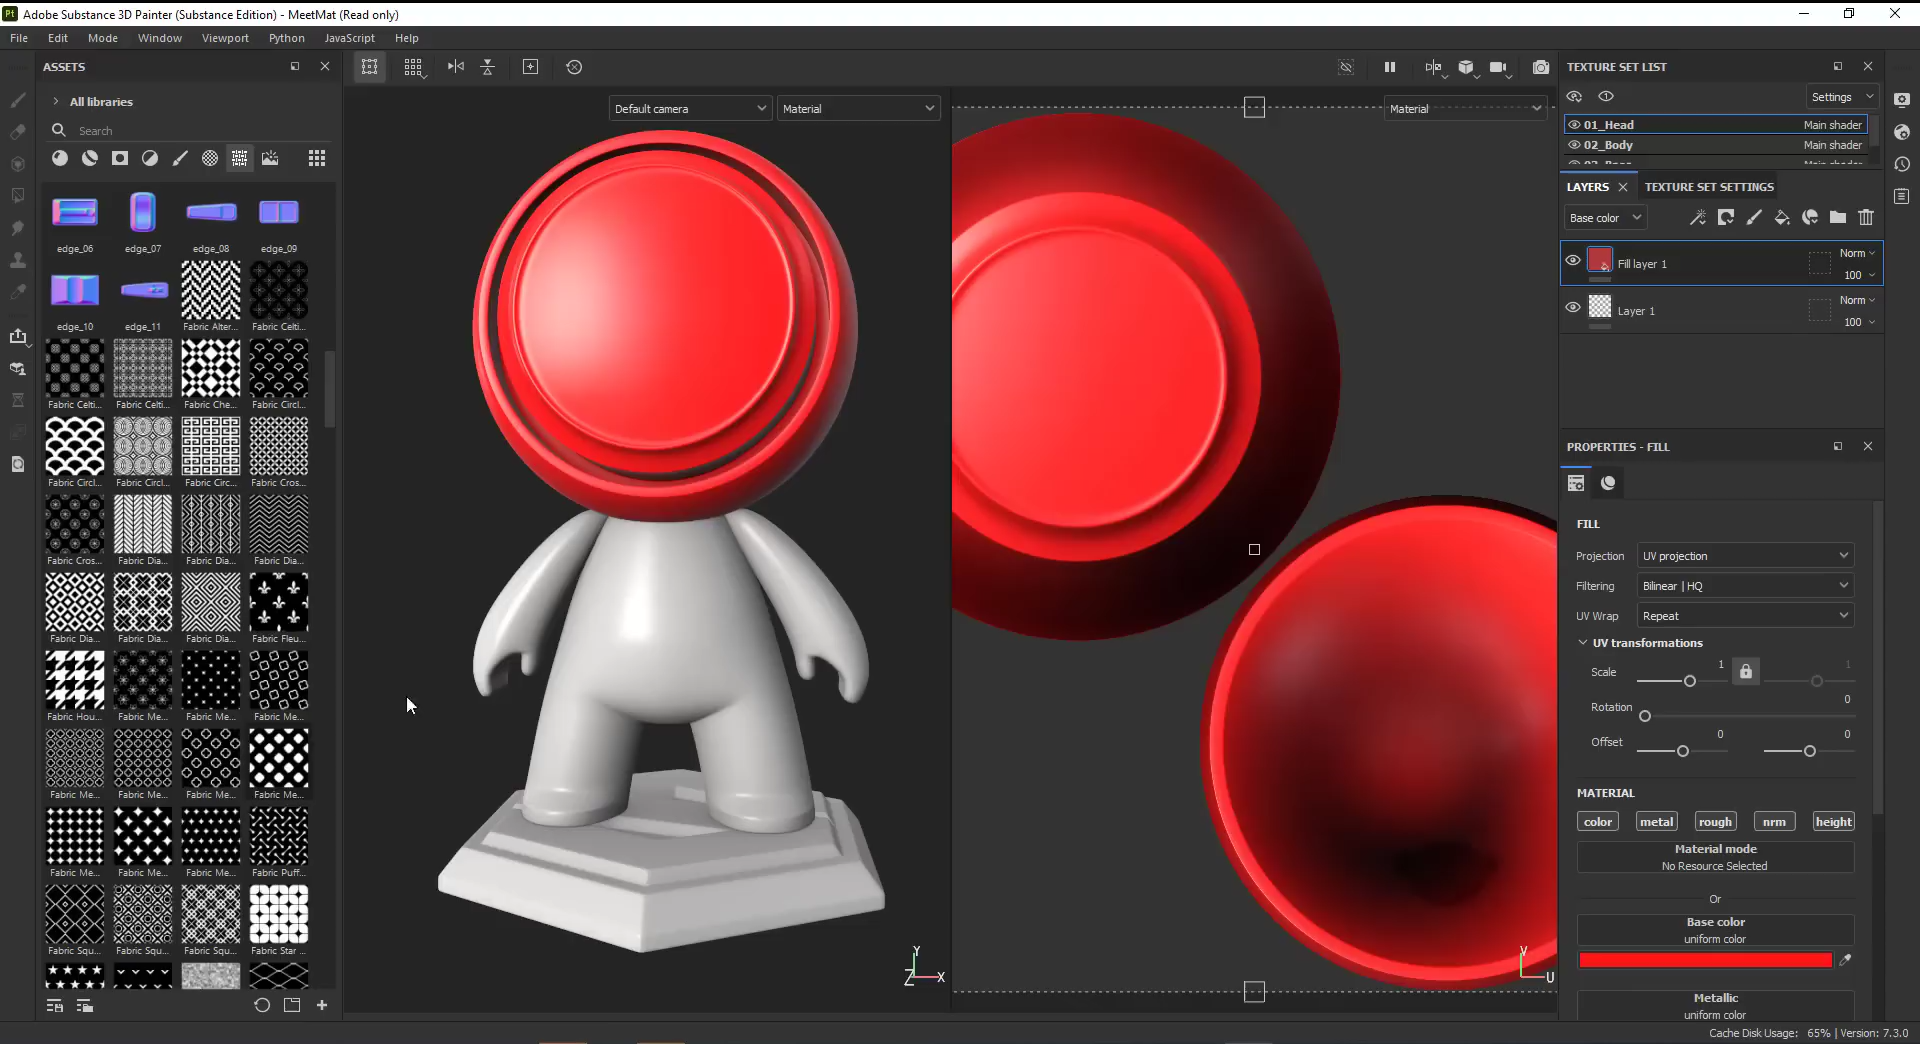 Pt Adobe Substance 3D Painter (Substance Edition) - MeetMat (Read only)
File Edit Mode Window Viewport Python JavaScript Help
ASSETS
All libraries
Search
edge_06 edge_07 edge_08 edge_09
edge_10 edge_11 Fabric Alter... Fabric Celti...
Fabric Celti... Fabric Celti... Fabric Che... Fabric Circl...
Fabric Circl... Fabric Circl... Fabric Circ... Fabric Cros...
Fabric Cros... Fabric Dia... Fabric Dia... Fabric Dia...
Fabric Dia... Fabric Dia... Fabric Dia... Fabric Fleu...
Fabric Hou... Fabric Me... Fabric Me... Fabric Me...
Fabric Me... Fabric Me... Fabric Me... Fabric Me...
Fabric Me... Fabric Me... Fabric Me... Fabric Puff...
Fabric Squ... Fabric Squ... Fabric Squ... Fabric Star ...
Default camera Material
Material
Y
Z X
V
U
TEXTURE SET LIST
Settings
01_Head Main shader
02_Body Main shader
LAYERS TEXTURE SET SETTINGS
Base color
Fill layer 1 Norm
100
Layer 1 Norm
100
PROPERTIES - FILL
FILL
Projection UV projection
Filtering Bilinear | HQ
UV Wrap Repeat
UV transformations
Scale 1 1
Rotation 0
Offset 0 0
MATERIAL
color metal rough nrm height
Material mode
No Resource Selected
Or
Base color
uniform color
Metallic
uniform color
Cache Disk Usage: 65% | Version: 7.3.0